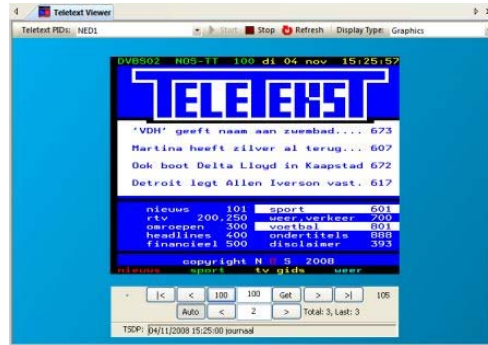 Teletext Viewer
Teletext PIDs: NED1 Start Stop Refresh Display Type: Graphics
DVBS02 NOS-TT 100 di 04 nov 15:25:57
TELETEKST
'VDH' geeft naam aan zwembad.... 673
Martina heeft zilver al terug... 607
Ook boot Delta Lloyd in Kaapstad 672
Detroit legt Allen Iverson vast. 617
nieuws 101 sport 601
rtv 200,250 weer,verkeer 700
omroepen 300 voetbal 801
headlines 400 ondertitels 888
financieel 500 disclaimer 393
copyright N O S 2008
nieuws sport tv gids weer
- |< < 100 100 Get > >| 105
Auto < 2 > Total: 3, Last: 3
TSDP: 04/11/2008 15:25:00 journaal